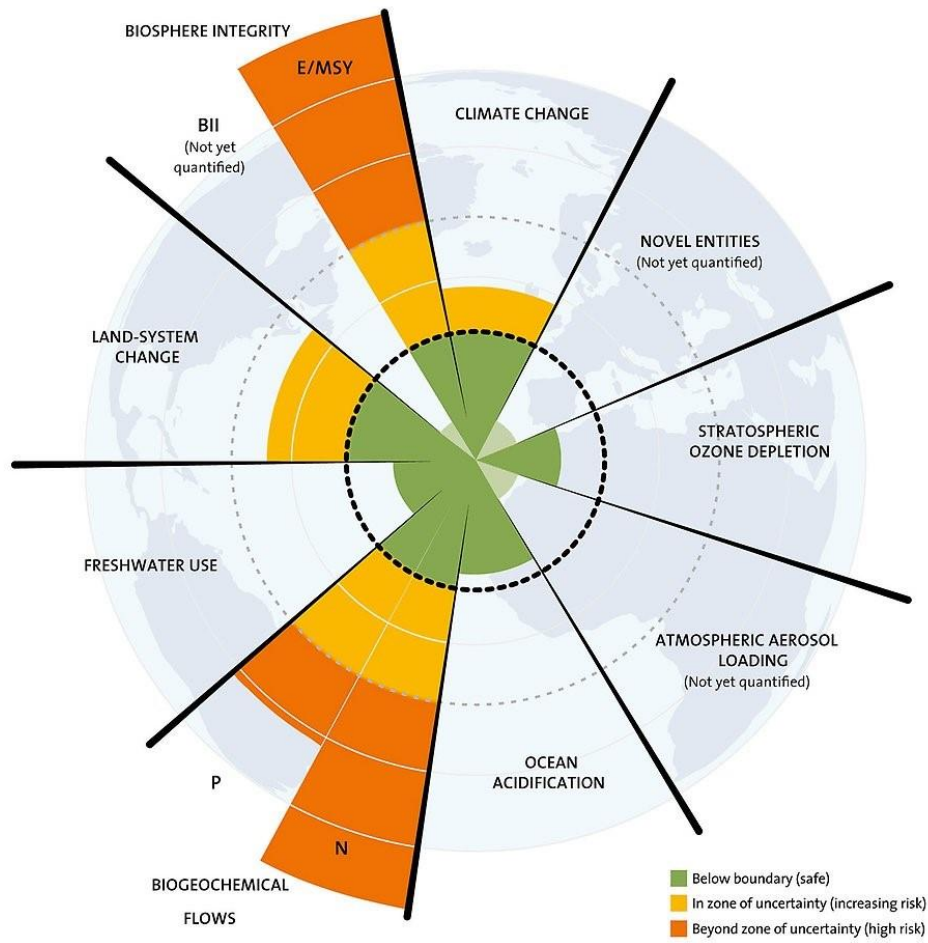 BIOSPHERE INTEGRITY
E/MSY
BII
(Not yet
quantified)
CLIMATE CHANGE
NOVEL ENTITIES
(Not yet quantified)
LAND-SYSTEM
CHANGE
STRATOSPHERIC
OZONE DEPLETION
FRESHWATER USE
ATMOSPHERIC AEROSOL
LOADING
(Not yet quantified)
OCEAN
ACIDIFICATION
P
N
BIOGEOCHEMICAL
FLOWS
Below boundary (safe)
In zone of uncertainty (increasing risk)
Beyond zone of uncertainty (high risk)